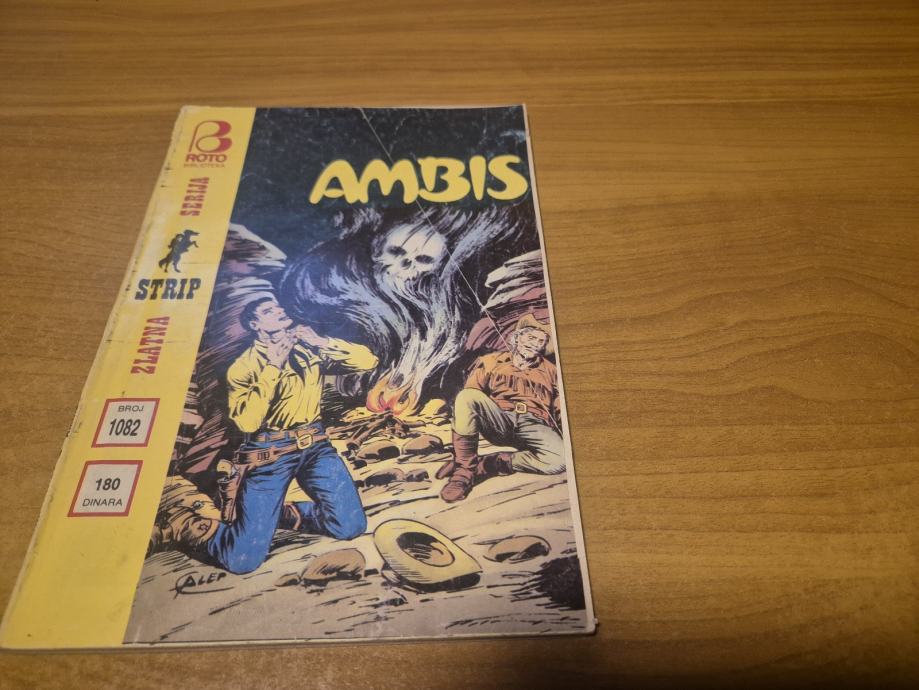 ROTO
BIBLIOTEKA
AMBIS
ZLATNA
STRIP
SERIJA
BROJ
1082
180
DINARA
ALEP